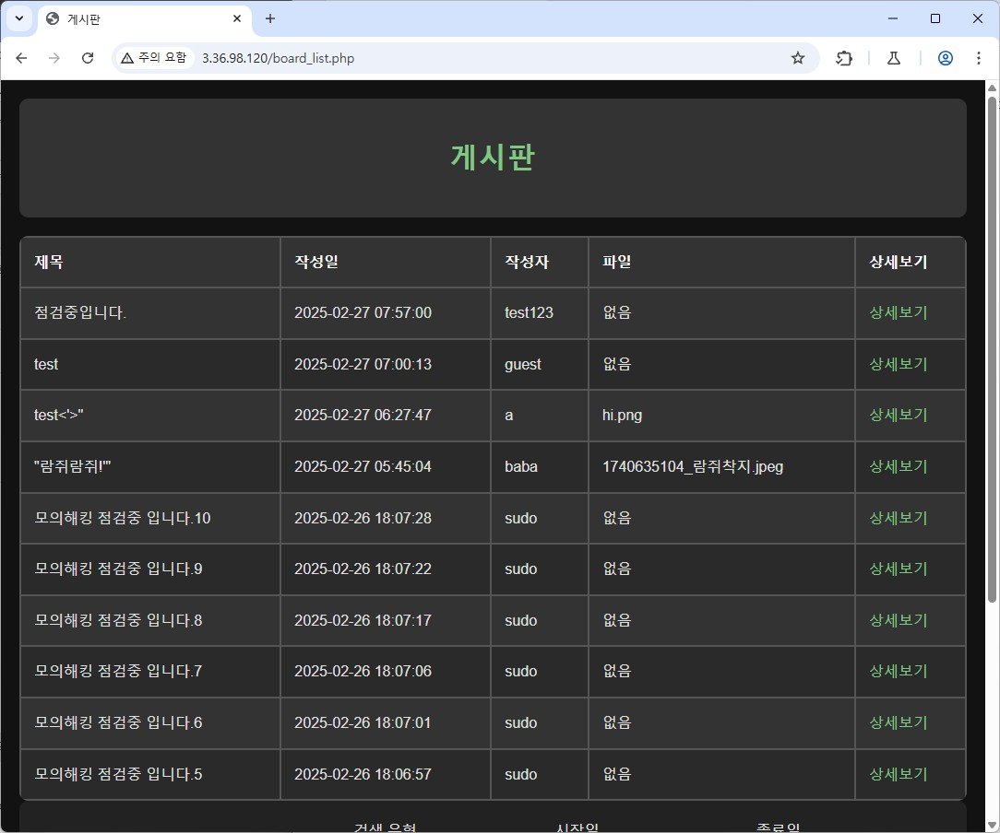 게시판
주의 요함 3.36.98.120/board_list.php
게시판
제목 작성일 작성자 파일 상세보기
점검중입니다. 2025-02-27 07:57:00 test123 없음 상세보기
test 2025-02-27 07:00:13 guest 없음 상세보기
test<'>" 2025-02-27 06:27:47 a hi.png 상세보기
"람쥐람쥐!'" 2025-02-27 05:45:04 baba 1740635104_람쥐착지.jpeg 상세보기
모의해킹 점검중 입니다.10 2025-02-26 18:07:28 sudo 없음 상세보기
모의해킹 점검중 입니다.9 2025-02-26 18:07:22 sudo 없음 상세보기
모의해킹 점검중 입니다.8 2025-02-26 18:07:17 sudo 없음 상세보기
모의해킹 점검중 입니다.7 2025-02-26 18:07:06 sudo 없음 상세보기
모의해킹 점검중 입니다.6 2025-02-26 18:07:01 sudo 없음 상세보기
모의해킹 점검중 입니다.5 2025-02-26 18:06:57 sudo 없음 상세보기
검색 유형 시작일 종료일